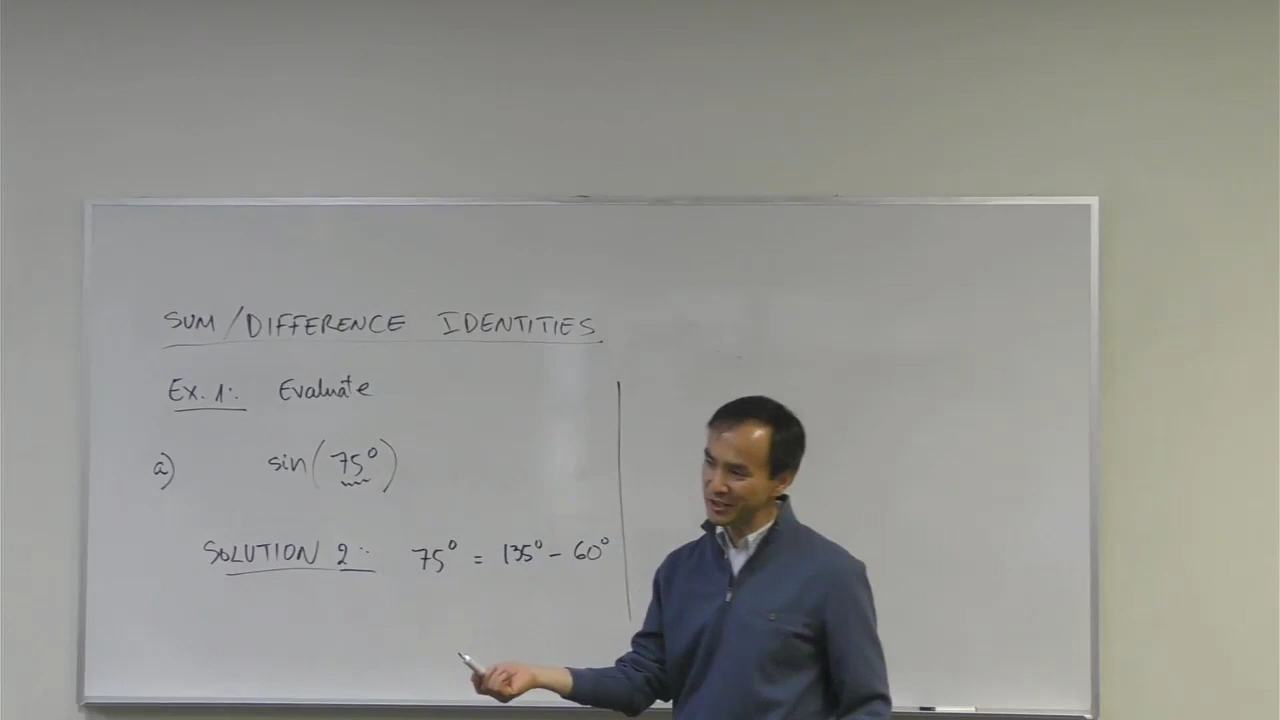 SUM/DIFFERENCE IDENTITIES
Ex. 1: Evaluate
a) sin(75°)
SOLUTION 2: 75° = 135° - 60°